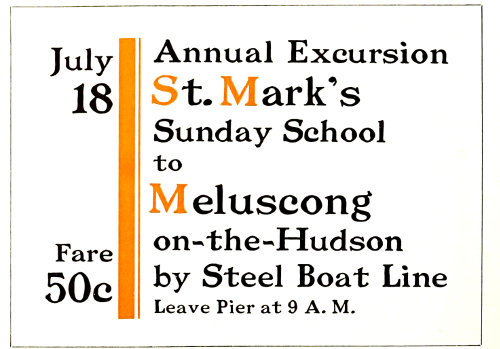 July
18
Fare
50c
Annual Excursion
St. Mark's
Sunday School
to
Meluscong
on-the-Hudson
by Steel Boat Line
Leave Pier at 9 A. M.